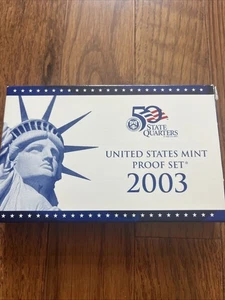 50
STATE
QUARTERS
UNITED STATES MINT
PROOF SET®
2003